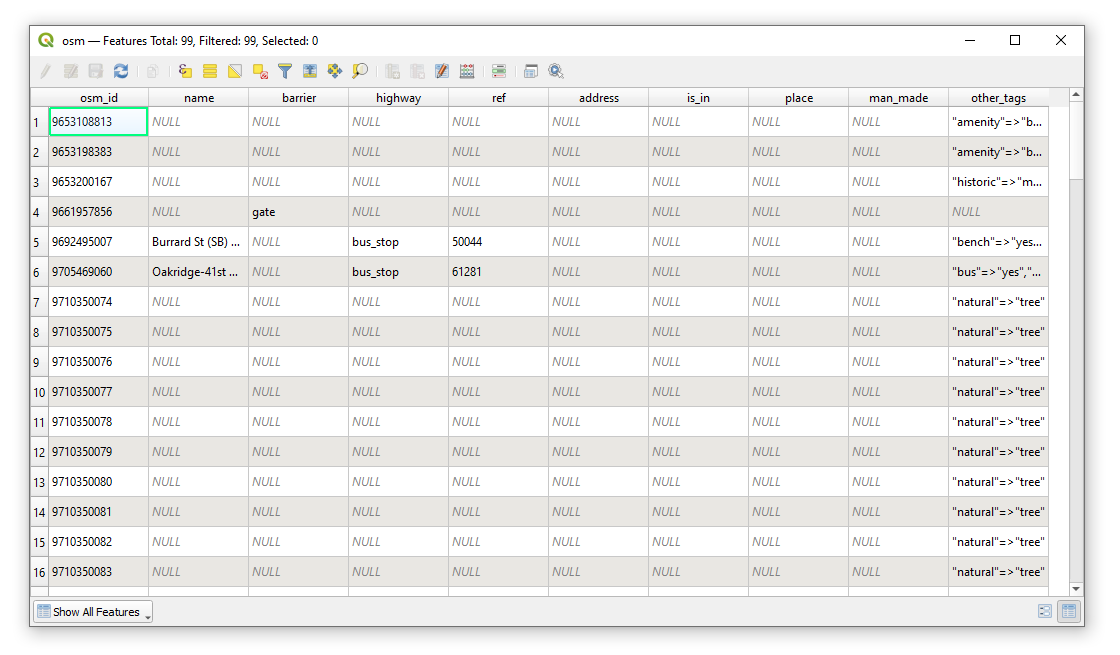 osm — Features Total: 99, Filtered: 99, Selected: 0
osm_id name barrier highway ref address is_in place man_made other_tags
1 9653108813 NULL NULL NULL NULL NULL NULL NULL NULL "amenity"=>"b...
2 9653198383 NULL NULL NULL NULL NULL NULL NULL NULL "amenity"=>"b...
3 9653200167 NULL NULL NULL NULL NULL NULL NULL NULL "historic"=>"m...
4 9661957856 NULL gate NULL NULL NULL NULL NULL NULL NULL
5 9692495007 Burrard St (SB) ... NULL bus_stop 50044 NULL NULL NULL NULL "bench"=>"yes...
6 9705469060 Oakridge-41st ... NULL bus_stop 61281 NULL NULL NULL NULL "bus"=>"yes","...
7 9710350074 NULL NULL NULL NULL NULL NULL NULL NULL "natural"=>"tree"
8 9710350075 NULL NULL NULL NULL NULL NULL NULL NULL "natural"=>"tree"
9 9710350076 NULL NULL NULL NULL NULL NULL NULL NULL "natural"=>"tree"
10 9710350077 NULL NULL NULL NULL NULL NULL NULL NULL "natural"=>"tree"
11 9710350078 NULL NULL NULL NULL NULL NULL NULL NULL "natural"=>"tree"
12 9710350079 NULL NULL NULL NULL NULL NULL NULL NULL "natural"=>"tree"
13 9710350080 NULL NULL NULL NULL NULL NULL NULL NULL "natural"=>"tree"
14 9710350081 NULL NULL NULL NULL NULL NULL NULL NULL "natural"=>"tree"
15 9710350082 NULL NULL NULL NULL NULL NULL NULL NULL "natural"=>"tree"
16 9710350083 NULL NULL NULL NULL NULL NULL NULL NULL "natural"=>"tree"
Show All Features